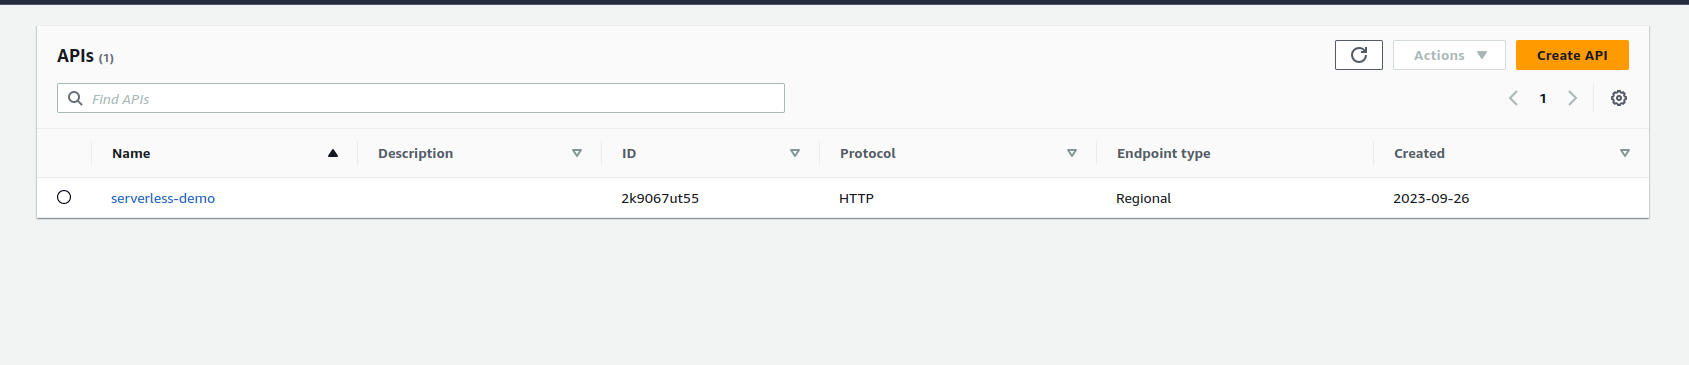 APIs (1)
Actions
Create API
Find APIs
1
Name Description ID Protocol Endpoint type Created
serverless-demo 2k9067ut55 HTTP Regional 2023-09-26